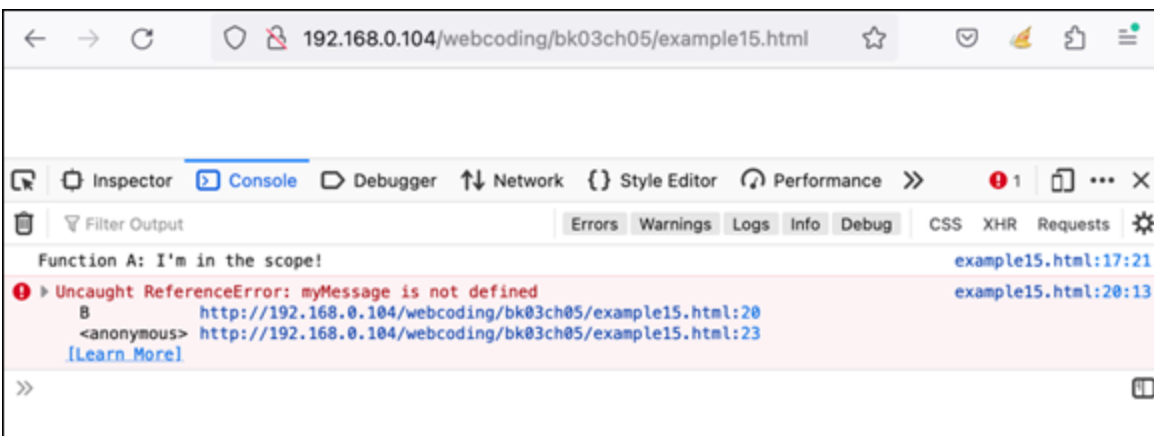 192.168.0.104/webcoding/bk03ch05/example15.html
Inspector Console Debugger Network Style Editor Performance 1
Filter Output Errors Warnings Logs Info Debug CSS XHR Requests
Function A: I'm in the scope! example15.html:17:21
Uncaught ReferenceError: myMessage is not defined example15.html:20:13
B http://192.168.0.104/webcoding/bk03ch05/example15.html:20
<anonymous> http://192.168.0.104/webcoding/bk03ch05/example15.html:23
[Learn More]